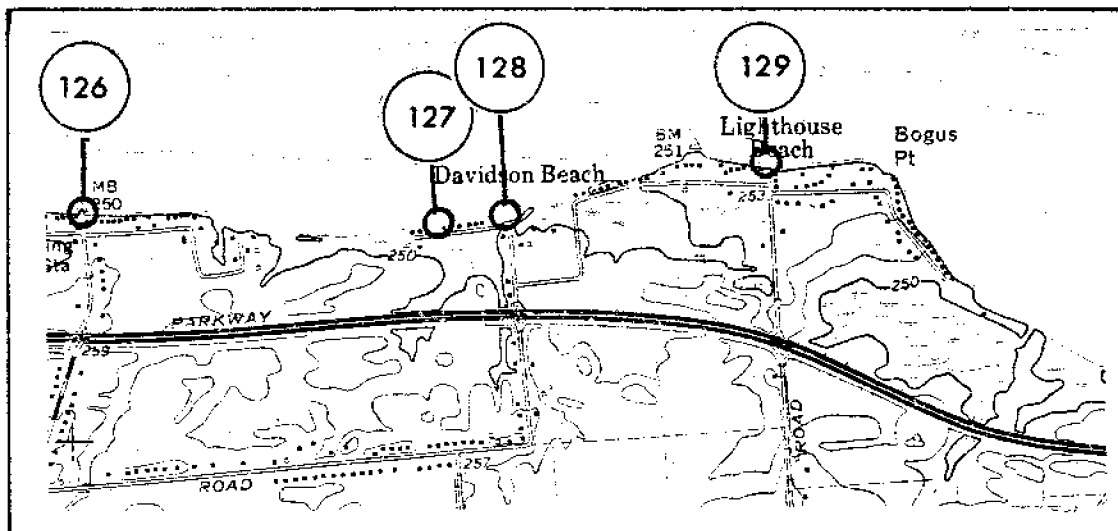 126
127
128
129
BM
251
Lighthouse
Beach
Bogus
Pt
Davidson Beach
MB
250
253
250
250
C
PARKWAY
259
257
ROAD
ROAD